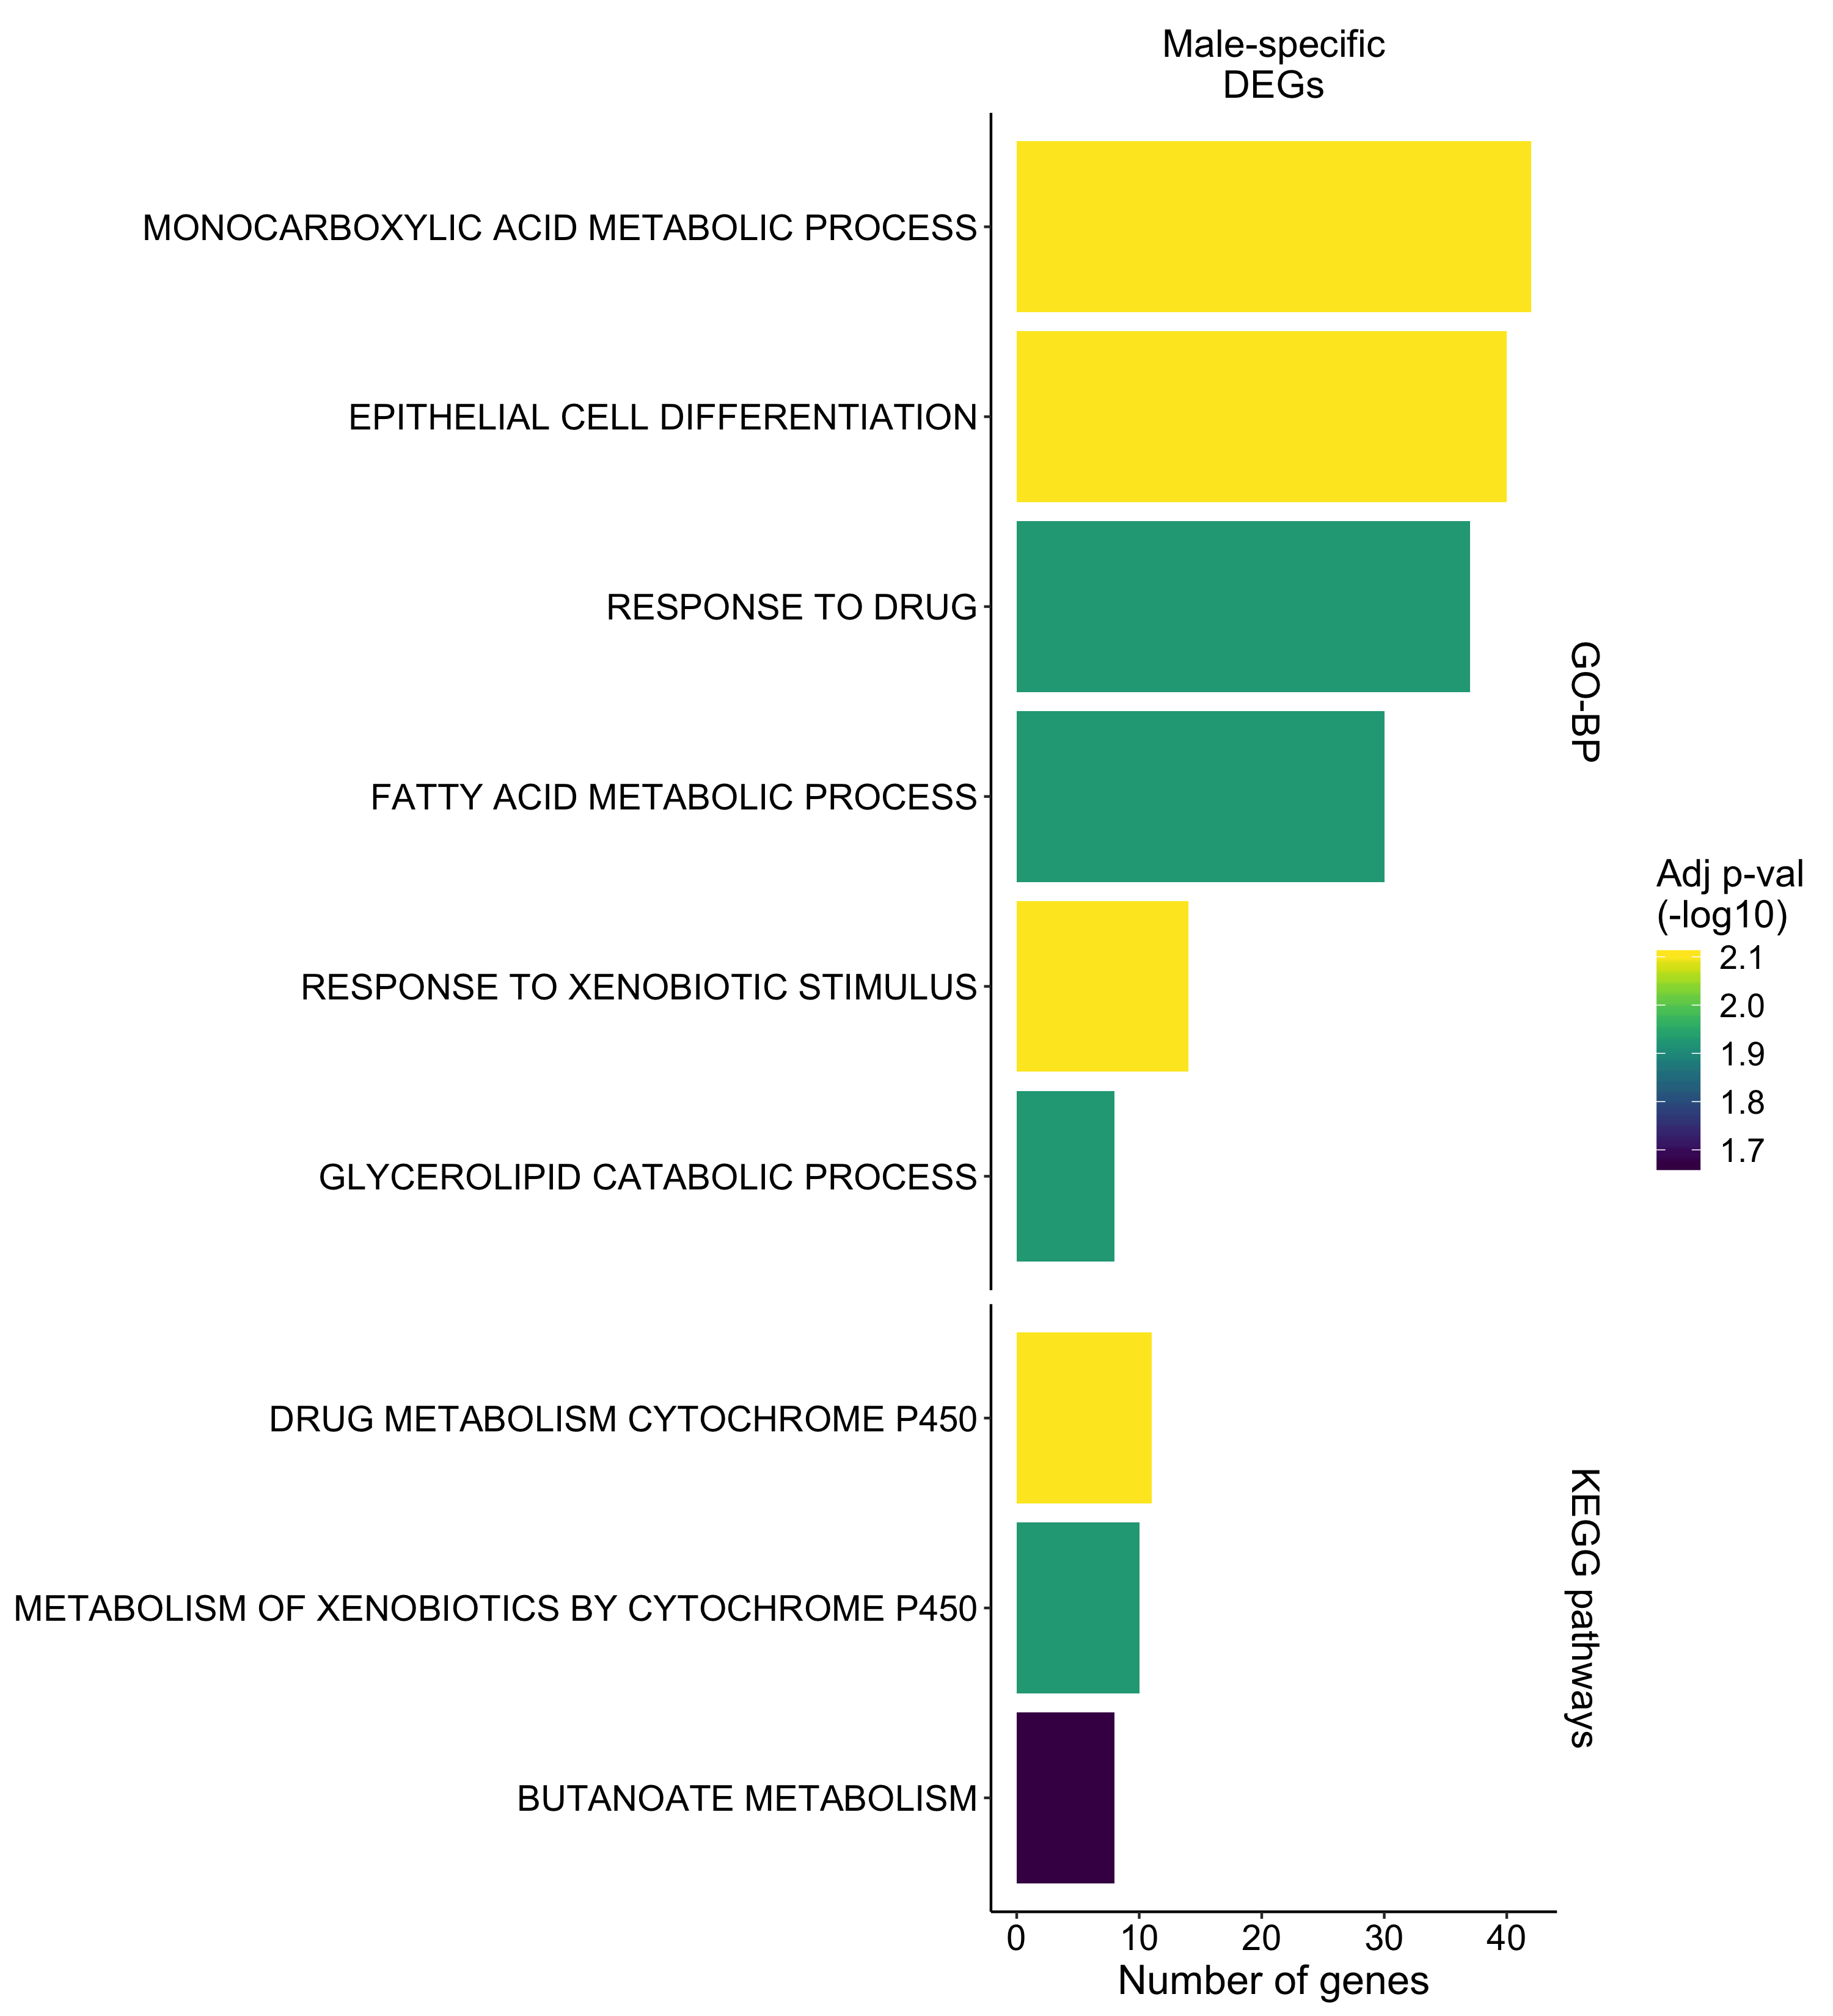 Male-specific
DEGs
MONOCARBOXYLIC ACID METABOLIC PROCESS
EPITHELIAL CELL DIFFERENTIATION
RESPONSE TO DRUG
FATTY ACID METABOLIC PROCESS
RESPONSE TO XENOBIOTIC STIMULUS
GLYCEROLIPID CATABOLIC PROCESS
GO-BP
DRUG METABOLISM CYTOCHROME P450
METABOLISM OF XENOBIOTICS BY CYTOCHROME P450
BUTANOATE METABOLISM
KEGG pathways
0 10 20 30 40
Number of genes
Adj p-val
(-log10)
2.1
2.0
1.9
1.8
1.7